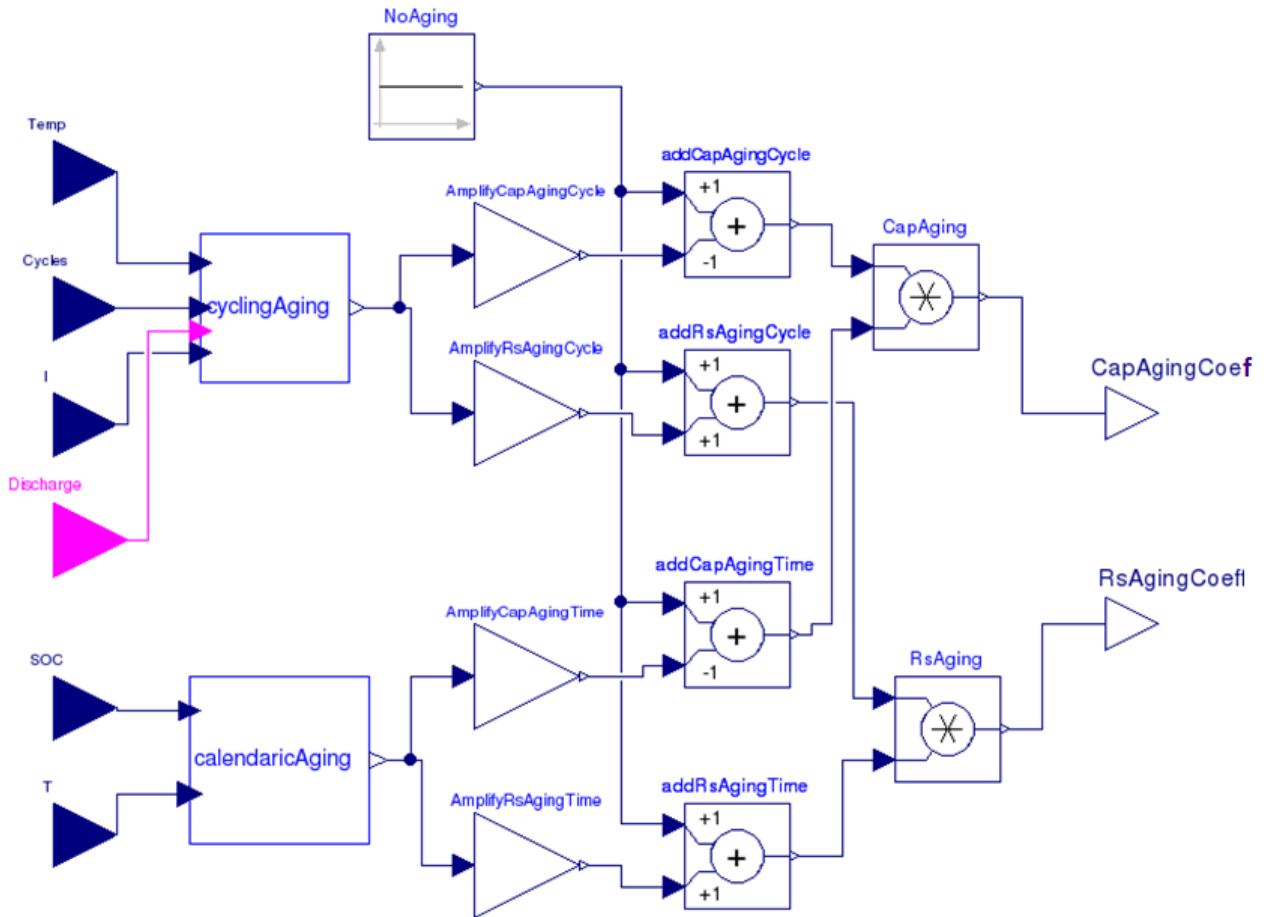 NoAging
Temp
addCapAgingCycle
+1
-1
AmplifyCapAgingCycle
CapAging
Cycles
cyclingAging
addRsAgingCycle
+1
+1
AmplifyRsAgingCycle
I
CapAgingCoef
Discharge
addCapAgingTime
+1
-1
RsAgingCoefl
AmplifyCapAgingTime
SOC
RsAging
calendaricAging
T
AmplifyRsAgingTime
addRsAgingTime
+1
+1